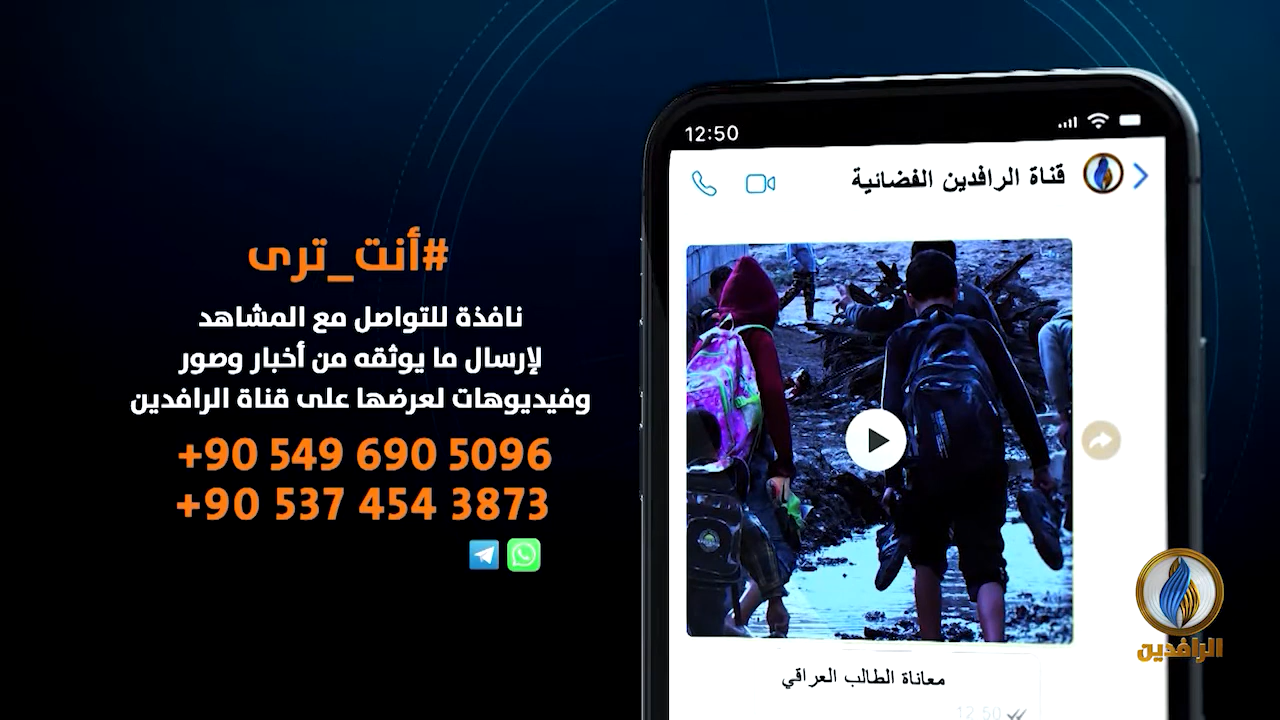 #أنت_ترى
نافذة للتواصل مع المشاهد
لإرسال ما يوثقه من أخبار وصور
وفيديوهات لعرضها على قناة الرافدين
+90 549 690 5096
+90 537 454 3873
12:50
قناة الرافدين الفضائية
معاناة الطالب العراقي
12:50
الرافدين